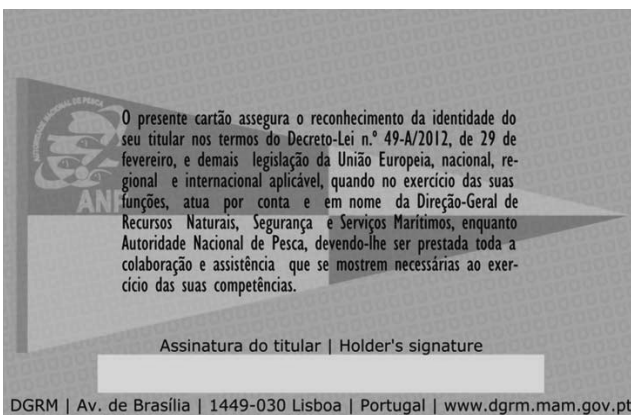 O presente cartão assegura o reconhecimento da identidade do
seu titular nos termos do Decreto-Lei n.º 49-A/2012, de 29 de
fevereiro, e demais legislação da União Europeia, nacional, re-
gional e internacional aplicável, quando no exercício das suas
funções, atua por conta e em nome da Direção-Geral de
Recursos Naturais, Segurança e Serviços Marítimos, enquanto
Autoridade Nacional de Pesca, devendo-lhe ser prestada toda a
colaboração e assistência que se mostrem necessárias ao exer-
cício das suas competências.
AUTORIDADE NACIONAL DE PESCA
Assinatura do titular | Holder's signature
DGRM | Av. de Brasília | 1449-030 Lisboa | Portugal | www.dgrm.mam.gov.pt